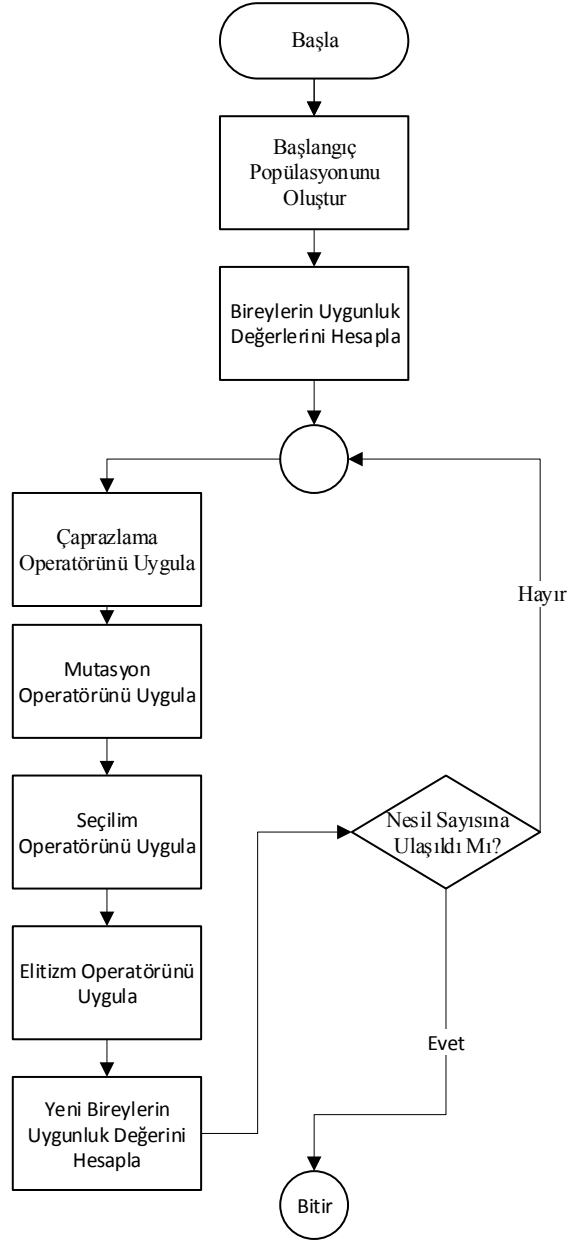 Başla
Başlangıç
Popülasyonunu
Oluştur
Bireylerin Uygunluk
Değerlerini Hesapla
Çaprazlama
Operatörünü Uygula
Mutasyon
Operatörünü Uygula
Seçilim
Operatörünü Uygula
Elitizm Operatörünü
Uygula
Yeni Bireylerin
Uygunluk Değerini
Hesapla
Nesil Sayısına
Ulaşıldı Mı?
Hayır
Evet
Bitir